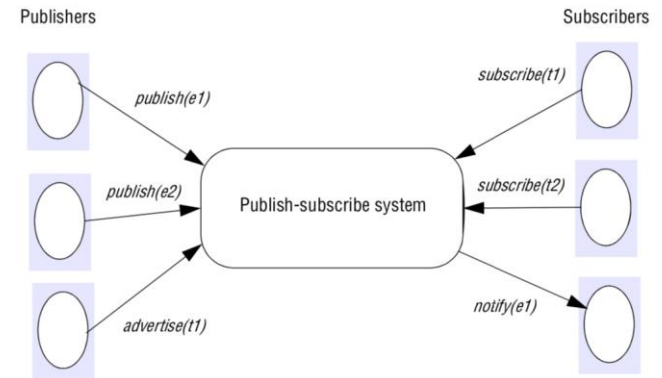 Publishers
Subscribers
publish(e1)
subscribe(t1)
publish(e2)
Publish-subscribe system
subscribe(t2)
advertise(t1)
notify(e1)